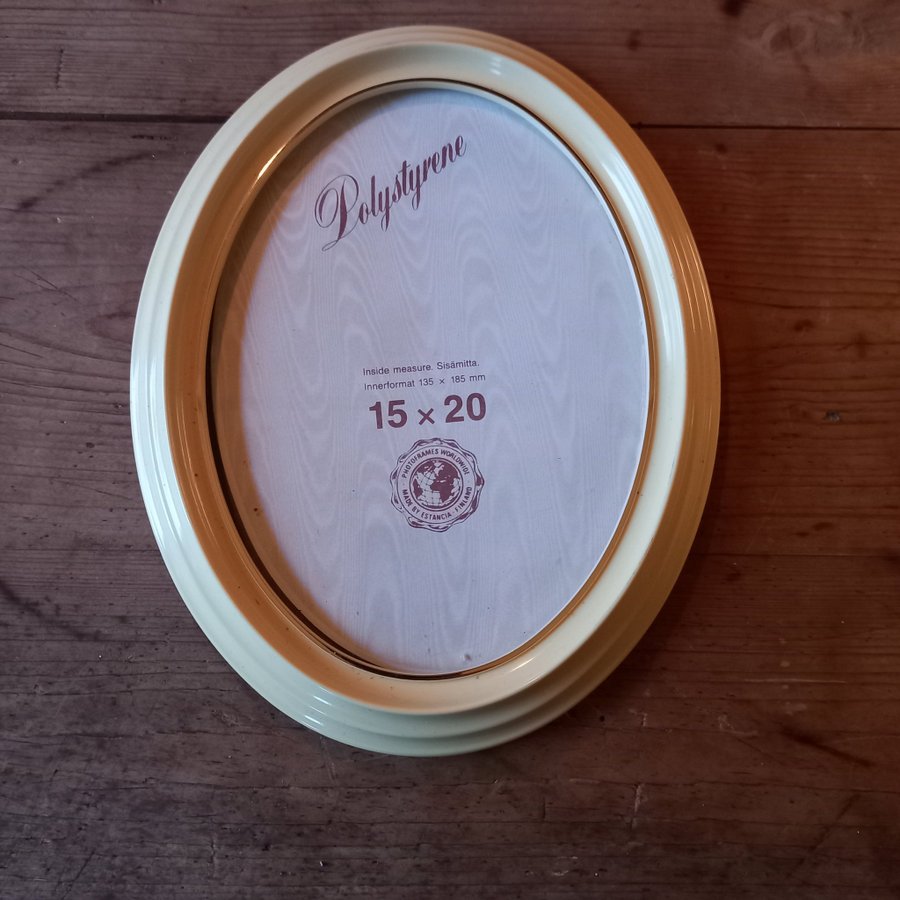 Polystyrene
Inside measure. Sisämitta.
Innerformat 135 × 185 mm
15 × 20
PHOTOFRAMES WORLDWIDE
MADE BY ESTANCIA · FINLAND